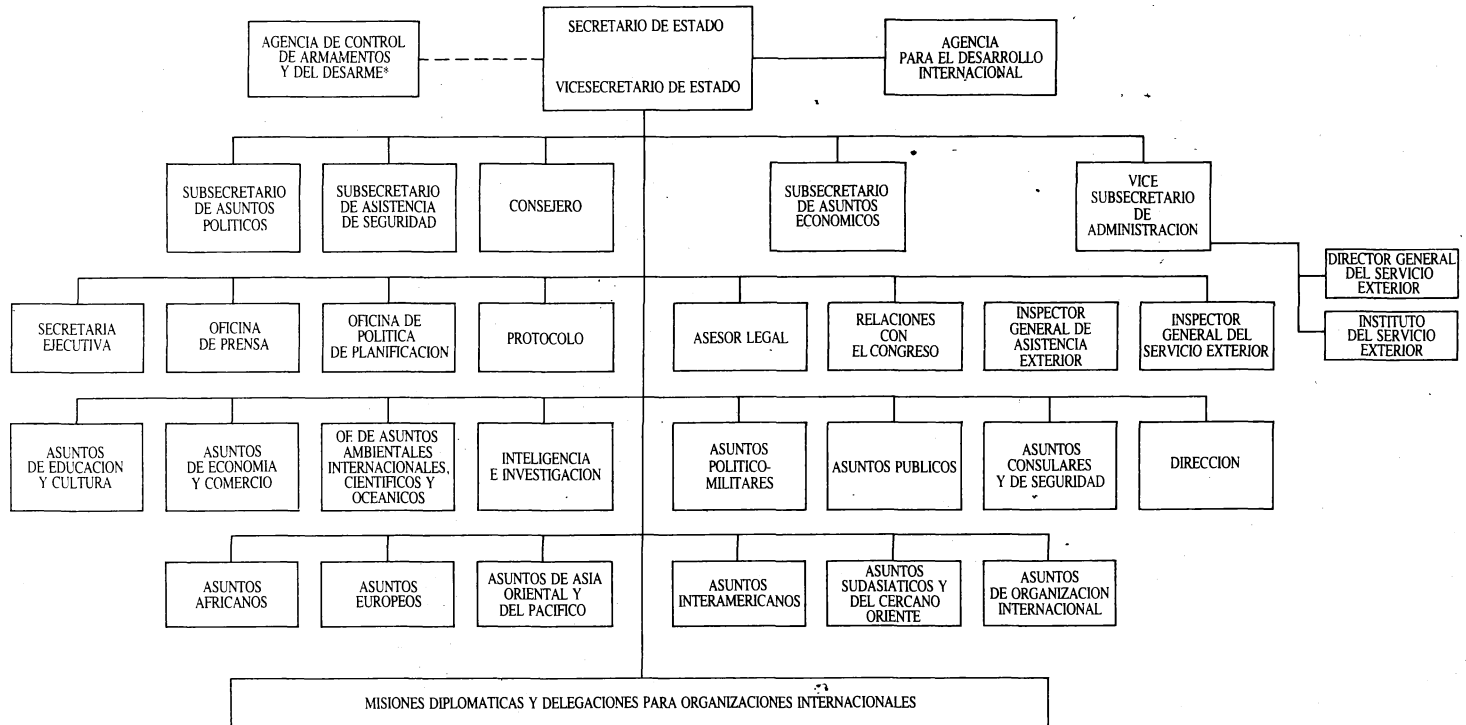 AGENCIA DE CONTROL
DE ARMAMENTOS
Y DEL DESARME*
SECRETARIO DE ESTADO
VICESECRETARIO DE ESTADO
AGENCIA
PARA EL DESARROLLO
INTERNACIONAL
SUBSECRETARIO
DE ASUNTOS
POLITICOS
SUBSECRETARIO
DE ASISTENCIA
DE SEGURIDAD
CONSEJERO
SUBSECRETARIO
DE ASUNTOS
ECONOMICOS
VICE
SUBSECRETARIO
DE
ADMINISTRACION
DIRECTOR GENERAL
DEL SERVICIO
EXTERIOR
INSTITUTO
DEL SERVICIO
EXTERIOR
SECRETARIA
EJECUTIVA
OFICINA
DE PRENSA
OFICINA DE
POLITICA
DE PLANIFICACION
PROTOCOLO
ASESOR LEGAL
RELACIONES
CON
EL CONGRESO
INSPECTOR
GENERAL DE
ASISTENCIA
EXTERIOR
INSPECTOR
GENERAL DEL
SERVICIO EXTERIOR
ASUNTOS
DE EDUCACION
Y CULTURA
ASUNTOS
DE ECONOMIA
Y COMERCIO
OF. DE ASUNTOS
AMBIENTALES
INTERNACIONALES,
CIENTIFICOS Y
OCEANICOS
INTELIGENCIA
E INVESTIGACION
ASUNTOS
POLITICO-
MILITARES
ASUNTOS PUBLICOS
ASUNTOS
CONSULARES
Y DE SEGURIDAD
DIRECCION
ASUNTOS
AFRICANOS
ASUNTOS
EUROPEOS
ASUNTOS DE ASIA
ORIENTAL Y
DEL PACIFICO
ASUNTOS
INTERAMERICANOS
ASUNTOS
SUDASIATICOS Y
DEL CERCANO
ORIENTE
ASUNTOS
DE ORGANIZACION
INTERNACIONAL
MISIONES DIPLOMATICAS Y DELEGACIONES PARA ORGANIZACIONES INTERNACIONALES